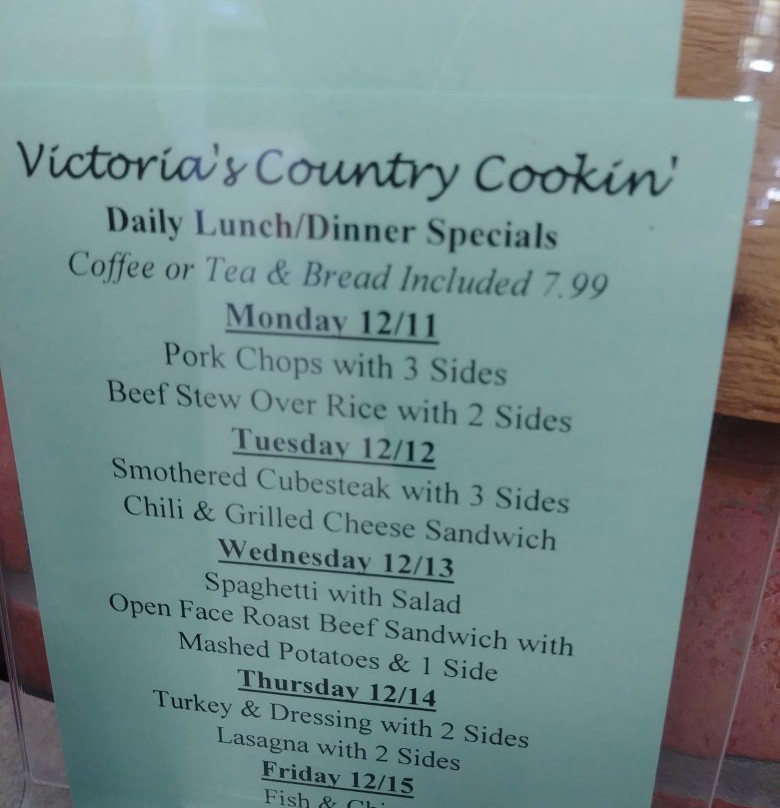 Victoria's Country Cookin'
Daily Lunch/Dinner Specials
Coffee or Tea & Bread Included 7.99
Monday 12/11
Pork Chops with 3 Sides
Beef Stew Over Rice with 2 Sides
Tuesday 12/12
Smothered Cubesteak with 3 Sides
Chili & Grilled Cheese Sandwich
Wednesday 12/13
Spaghetti with Salad
Open Face Roast Beef Sandwich with
Mashed Potatoes & 1 Side
Thursday 12/14
Turkey & Dressing with 2 Sides
Lasagna with 2 Sides
Friday 12/15
Fish &